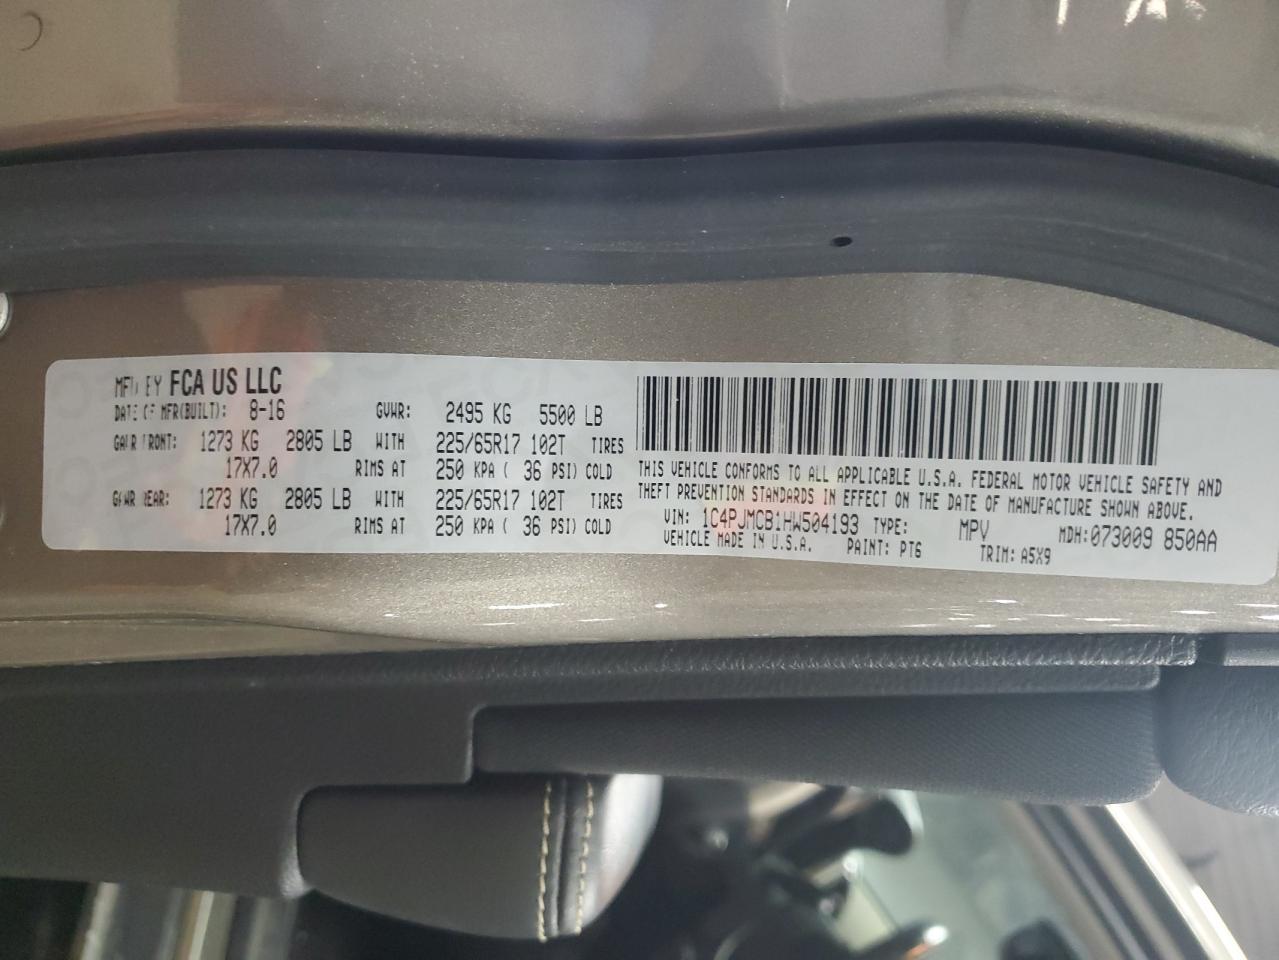 MFD BY FCA US LLC
DATE OF MFR(BUILT): 8-16 GVWR: 2495 KG 5500 LB
GAWR FRONT: 1273 KG 2805 LB WITH 225/65R17 102T TIRES
17X7.0 RIMS AT 250 KPA ( 36 PSI) COLD
GAWR REAR: 1273 KG 2805 LB WITH 225/65R17 102T TIRES
17X7.0 RIMS AT 250 KPA ( 36 PSI) COLD
THIS VEHICLE CONFORMS TO ALL APPLICABLE U.S.A. FEDERAL MOTOR VEHICLE SAFETY AND
THEFT PREVENTION STANDARDS IN EFFECT ON THE DATE OF MANUFACTURE SHOWN ABOVE.
VIN: 1C4PJMCB1HW504193 TYPE: MPV MDH:073009 850AA
VEHICLE MADE IN U.S.A. PAINT: PT6 TRIM: A5X9